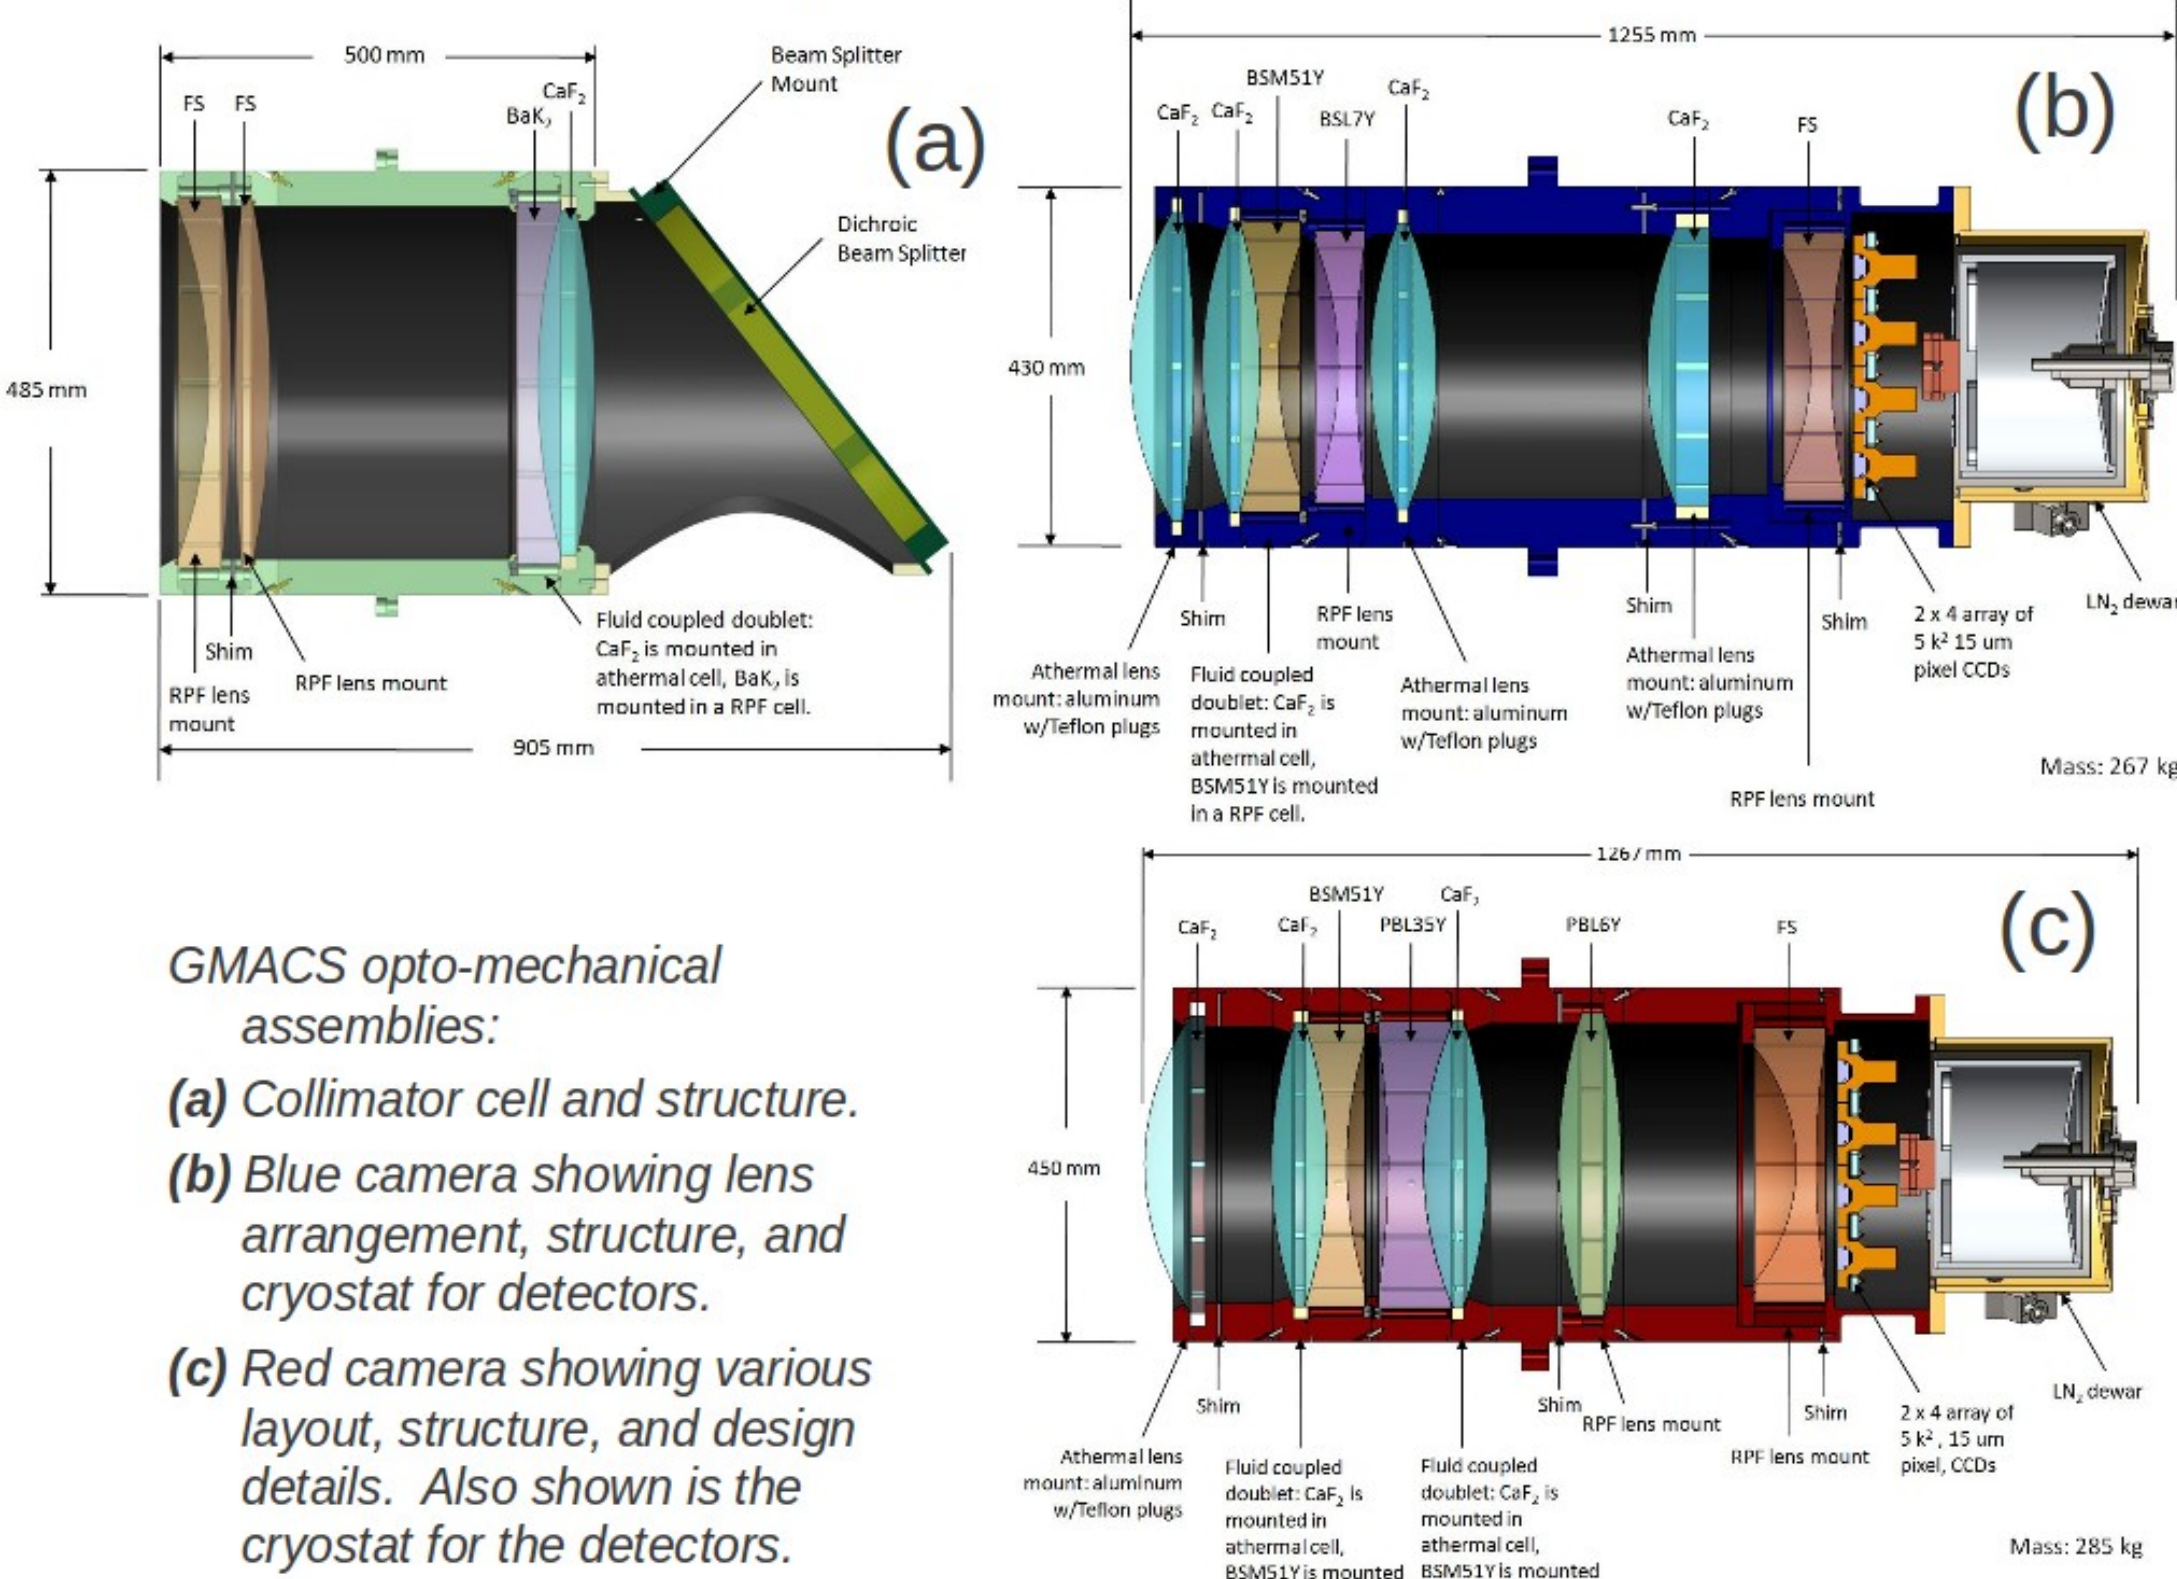 500 mm
FS
FS
BaK₂
CaF₂
Beam Splitter
Mount
(a)
Dichroic
Beam Splitter
485 mm
Shim
RPF lens
mount
RPF lens mount
Fluid coupled doublet:
CaF₂ is mounted in
athermal cell, BaK₂ is
mounted in a RPF cell.
905 mm
1255 mm
(b)
CaF₂
CaF₂
BSM51Y
BSL7Y
CaF₂
CaF₂
FS
430 mm
Athermal lens
mount: aluminum
w/Teflon plugs
Shim
Fluid coupled
doublet: CaF₂ is
mounted in
athermal cell,
BSM51Y is mounted
in a RPF cell.
RPF lens
mount
Athermal lens
mount: aluminum
w/Teflon plugs
Shim
Athermal lens
mount: aluminum
w/Teflon plugs
RPF lens mount
Shim
2 x 4 array of
5 k² 15 um
pixel CCDs
LN₂ dewar
Mass: 267 kg
1267 mm
(c)
CaF₂
CaF₂
BSM51Y
PBL35Y
CaF₂
PBL6Y
FS
450 mm
Athermal lens
mount: aluminum
w/Teflon plugs
Shim
Fluid coupled
doublet: CaF₂ is
mounted in
athermal cell,
BSM51Y is mounted
Fluid coupled
doublet: CaF₂ is
mounted in
athermal cell,
BSM51Y is mounted
Shim
RPF lens mount
RPF lens mount
Shim
2 x 4 array of
5 k² , 15 um
pixel, CCDs
LN₂ dewar
Mass: 285 kg
GMACS opto-mechanical
assemblies:
(a) Collimator cell and structure.
(b) Blue camera showing lens
arrangement, structure, and
cryostat for detectors.
(c) Red camera showing various
layout, structure, and design
details. Also shown is the
cryostat for the detectors.